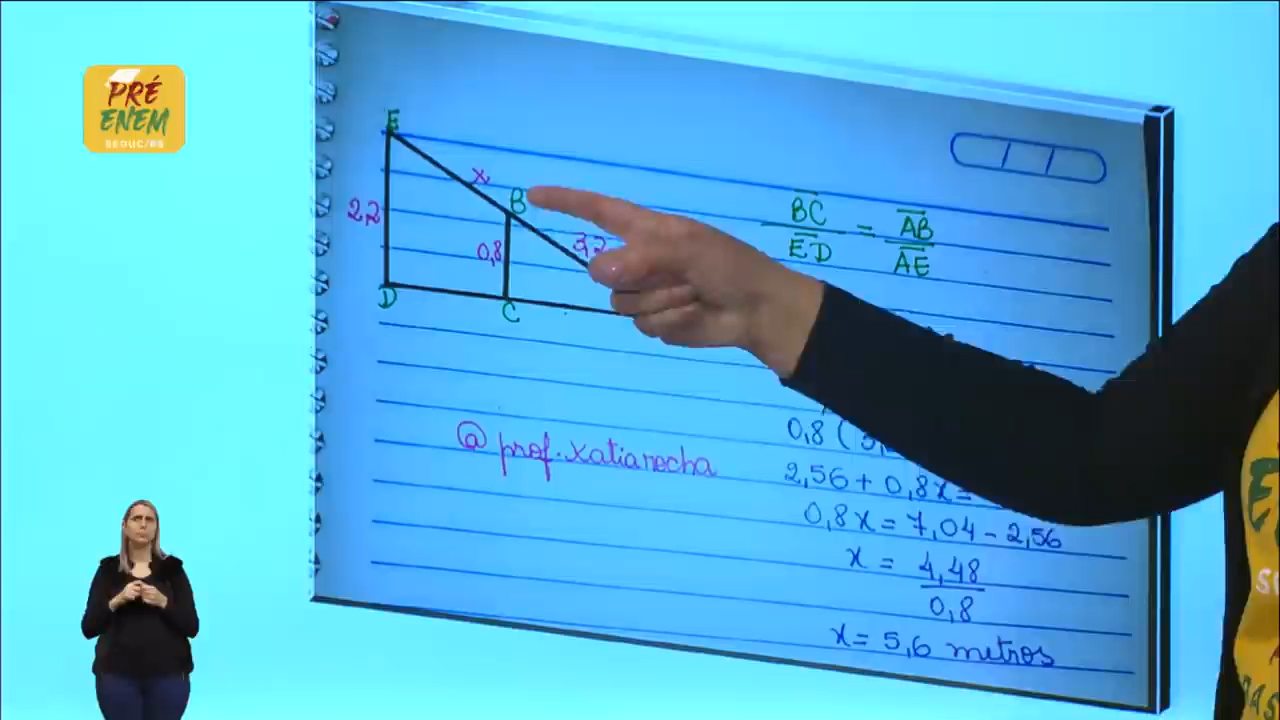 PRÉ
ENEM
SEDUC/RS
E
x
B
2,2
0,8
3,2
D
C
BC = AB
ED AE
0,8 (
2,56 + 0,8x =
0,8x = 7,04 - 2,56
x = 4,48
0,8
x = 5,6 metros
@prof.xatiarocha